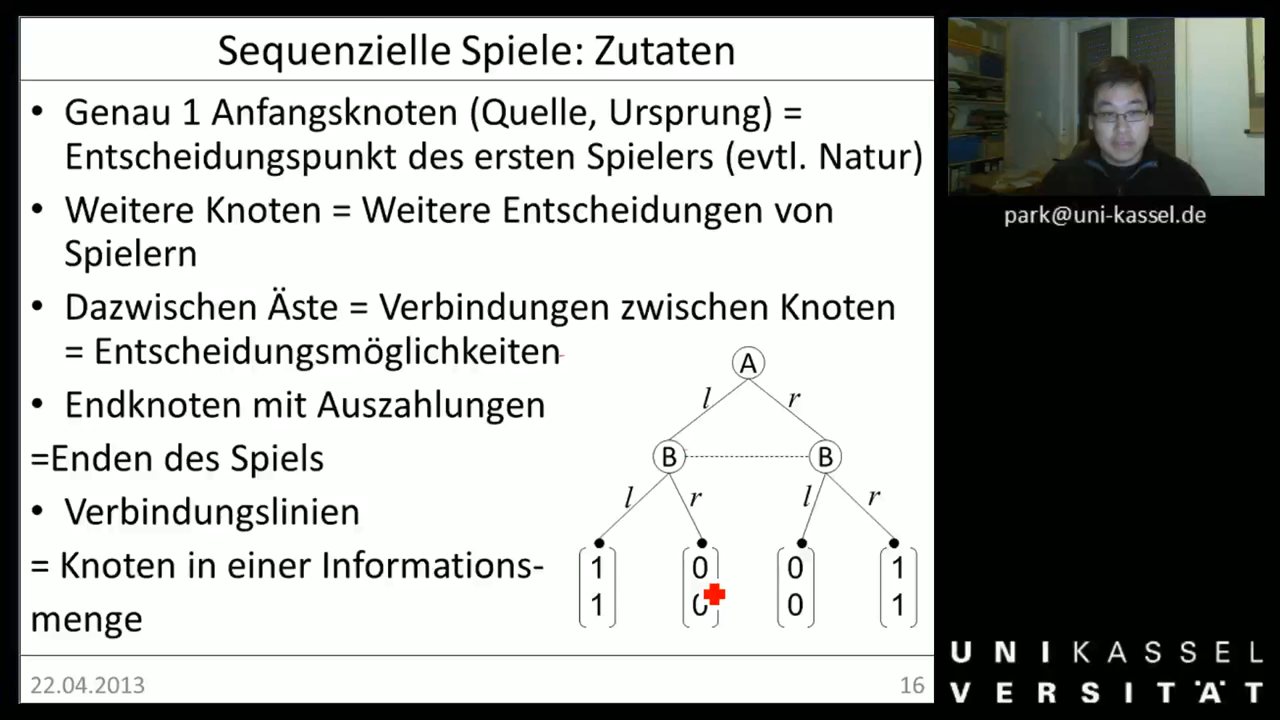 Sequenzielle Spiele: Zutaten
• Genau 1 Anfangsknoten (Quelle, Ursprung) =
Entscheidungspunkt des ersten Spielers (evtl. Natur)
• Weitere Knoten = Weitere Entscheidungen von
Spielern
• Dazwischen Äste = Verbindungen zwischen Knoten
= Entscheidungsmöglichkeiten
• Endknoten mit Auszahlungen
=Enden des Spiels
• Verbindungslinien
= Knoten in einer Informations-
menge
A
l r
B B
l r l r
1 0 0 1
1 0 0 1
22.04.2013
16
park@uni-kassel.de
UNIKASSEL
VERSITÄT